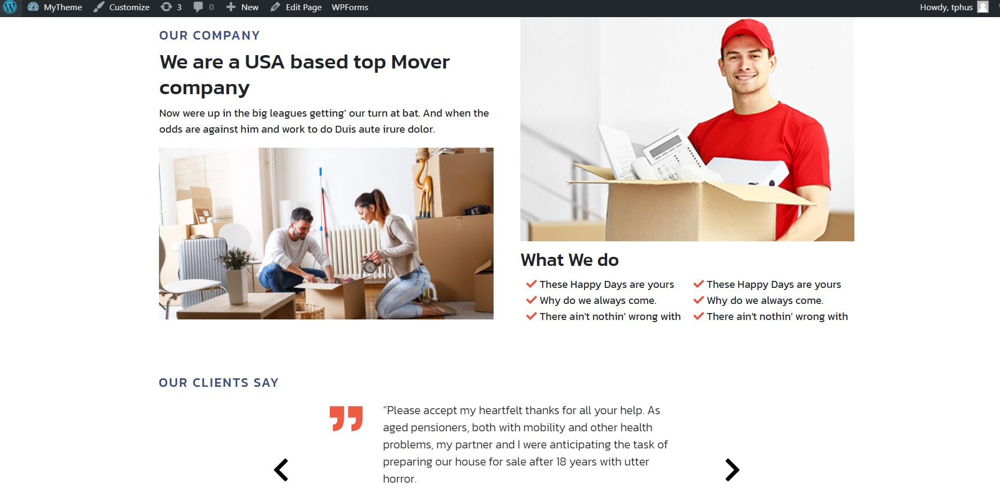 MyTheme Customize 3 0 New Edit Page WPForms Howdy, tphus
OUR COMPANY
We are a USA based top Mover
company
Now were up in the big leagues getting’ our turn at bat. And when the
odds are against him and work to do Duis aute irure dolor.
What We do
These Happy Days are yours
Why do we always come.
There ain't nothin' wrong with
These Happy Days are yours
Why do we always come.
There ain't nothin' wrong with
OUR CLIENTS SAY
“Please accept my heartfelt thanks for all your help. As
aged pensioners, both with mobility and other health
problems, my partner and I were anticipating the task of
preparing our house for sale after 18 years with utter
horror.